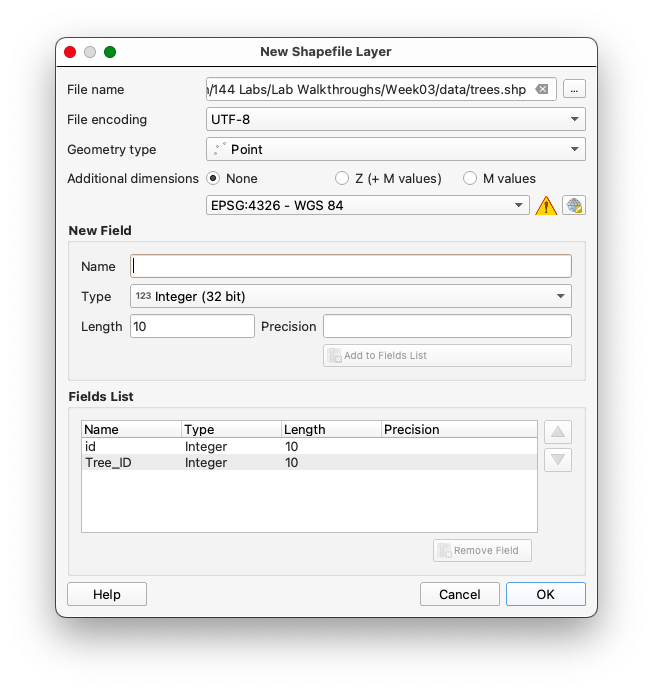 New Shapefile Layer
File name /144 Labs/Lab Walkthroughs/Week03/data/trees.shp ...
File encoding UTF-8
Geometry type Point
Additional dimensions None Z (+ M values) M values
EPSG:4326 - WGS 84
New Field
Name
Type 123 Integer (32 bit)
Length 10 Precision
Add to Fields List
Fields List
Name Type Length Precision
id Integer 10
Tree_ID Integer 10
Remove Field
Help Cancel OK